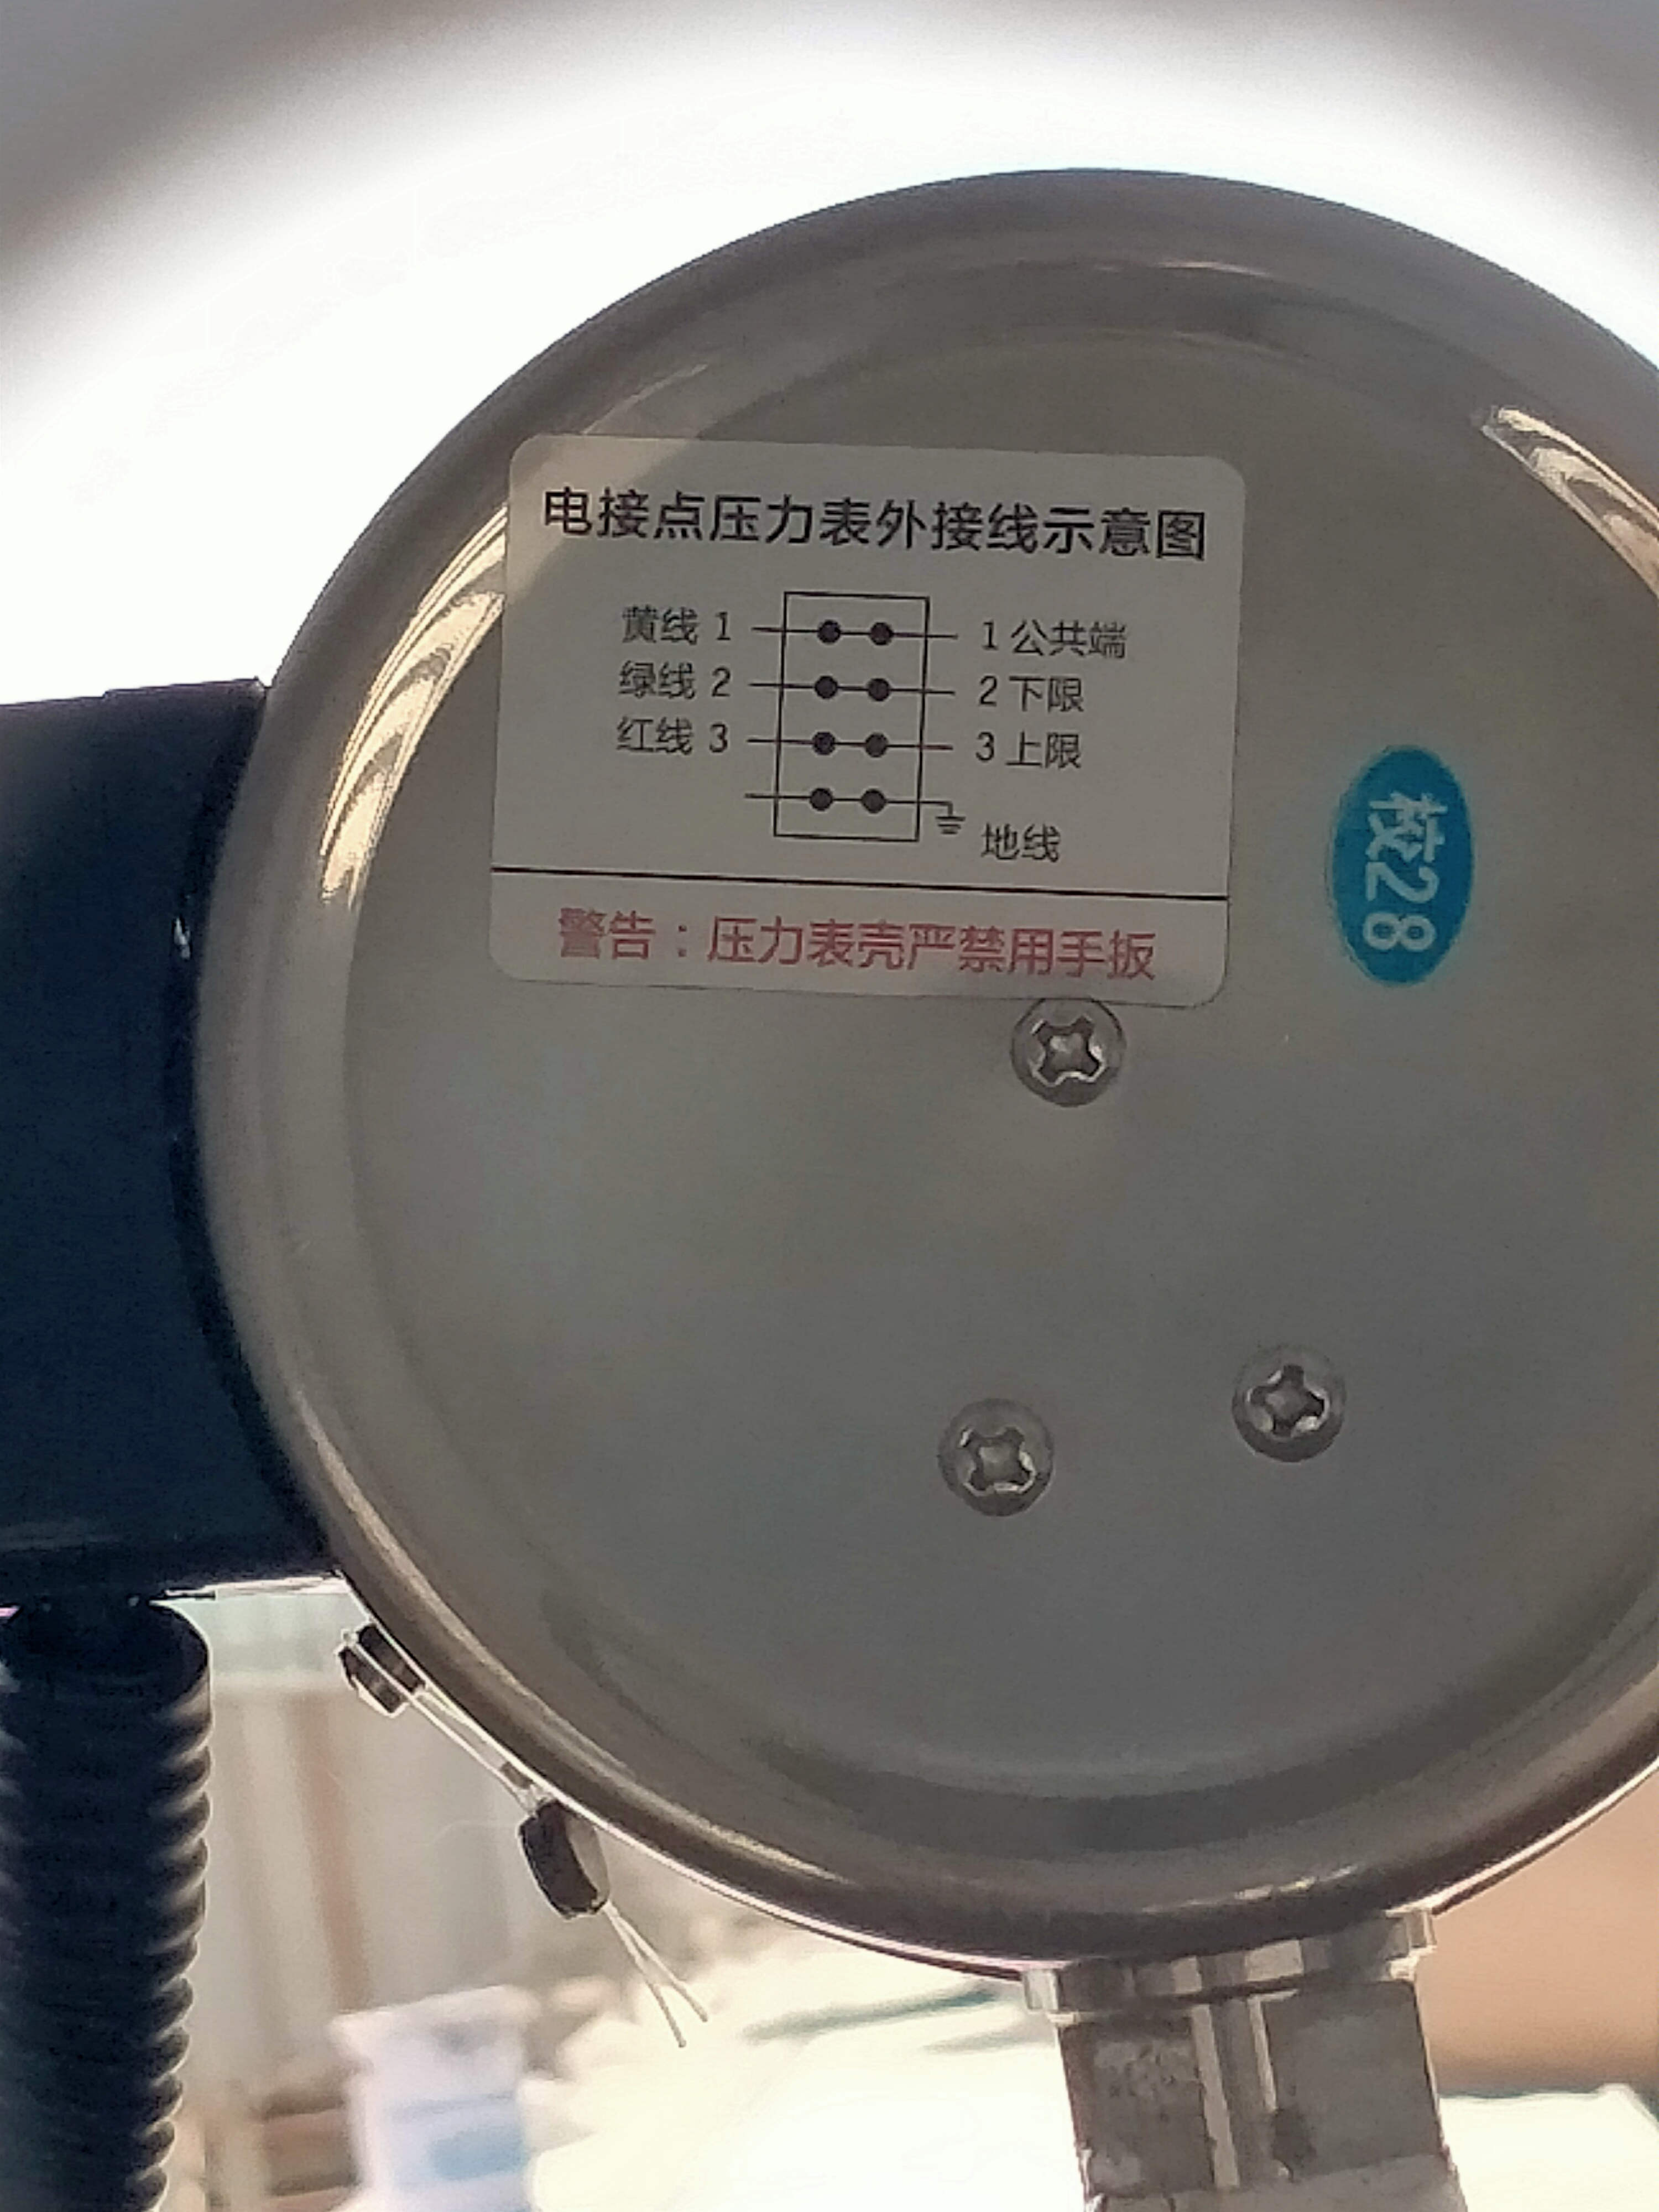 电接点压力表外接线示意图
黄线 1 1 公共端
绿线 2 2 下限
红线 3 3 上限
地线
警告：压力表壳严禁用手扳
校28